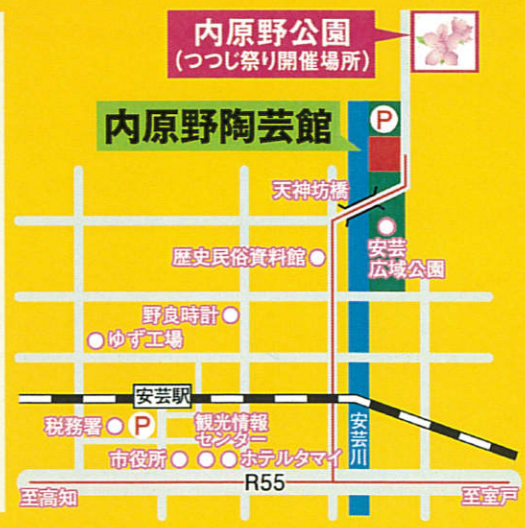 内原野公園
(つつじ祭り開催場所)
内原野陶芸館
P
天神坊橋
安芸
広域公園
歴史民俗資料館
野良時計
ゆず工場
安芸駅
税務署
P
観光情報
センター
安芸川
市役所
ホテルタマイ
R55
至高知
至室戸